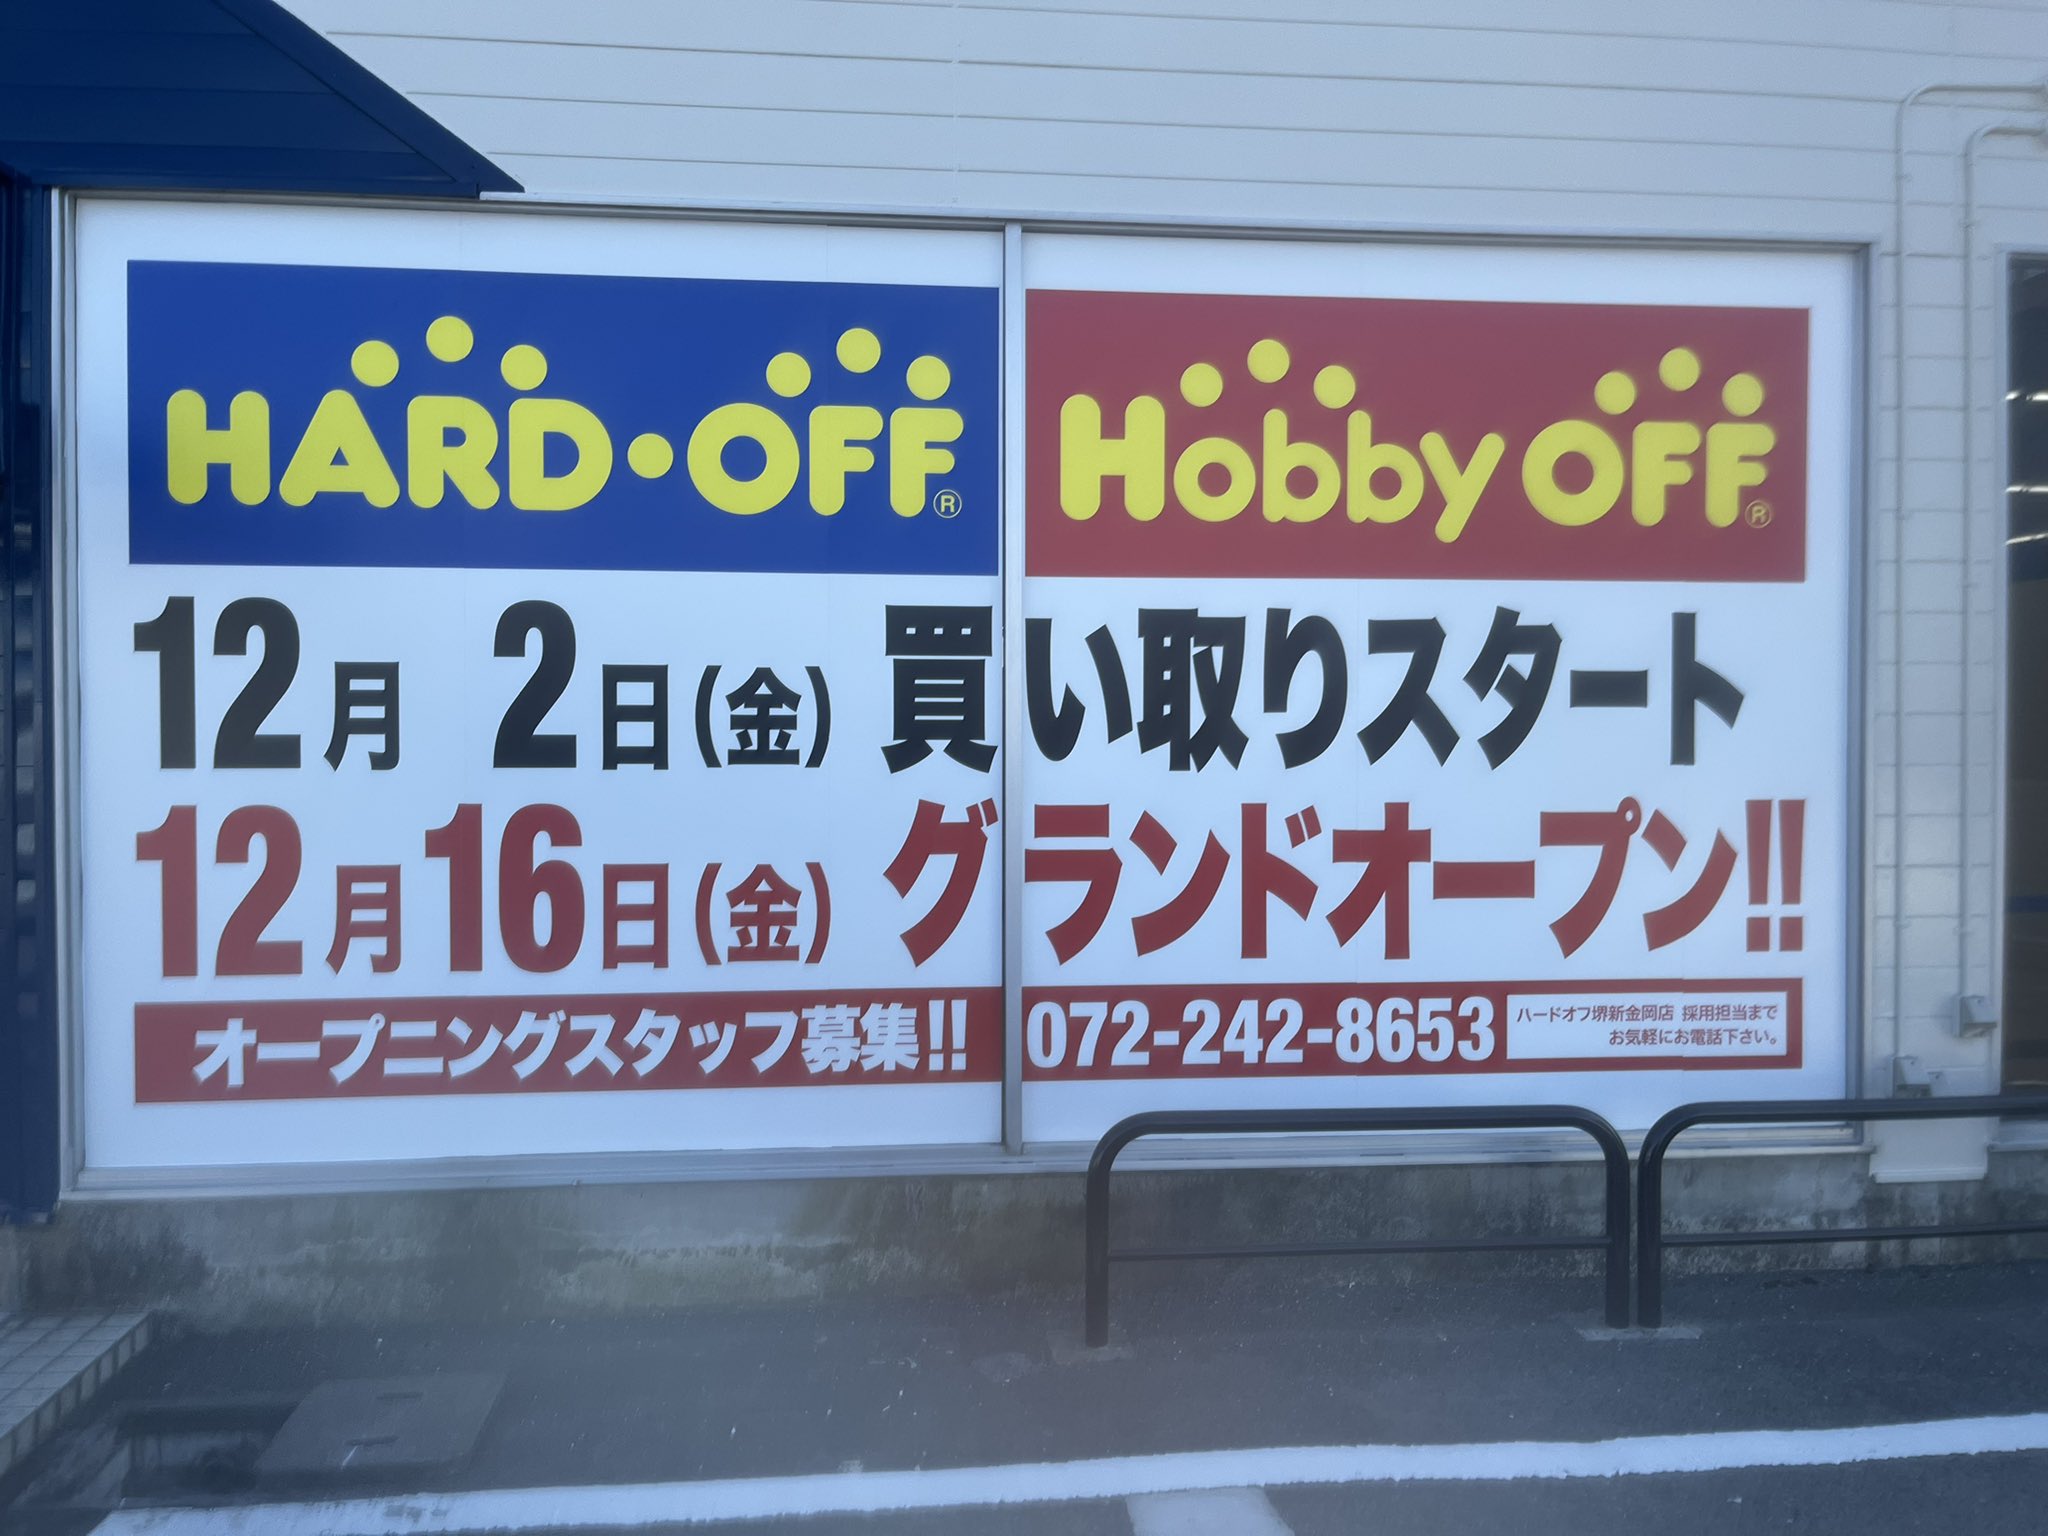 HARD・OFF® Hobby OFF®
12月 2日(金) 買い取りスタート
12月16日(金) グランドオープン!!
オープニングスタッフ募集!! 072-242-8653
ハードオフ堺新金岡店 採用担当まで
お気軽にお電話下さい。